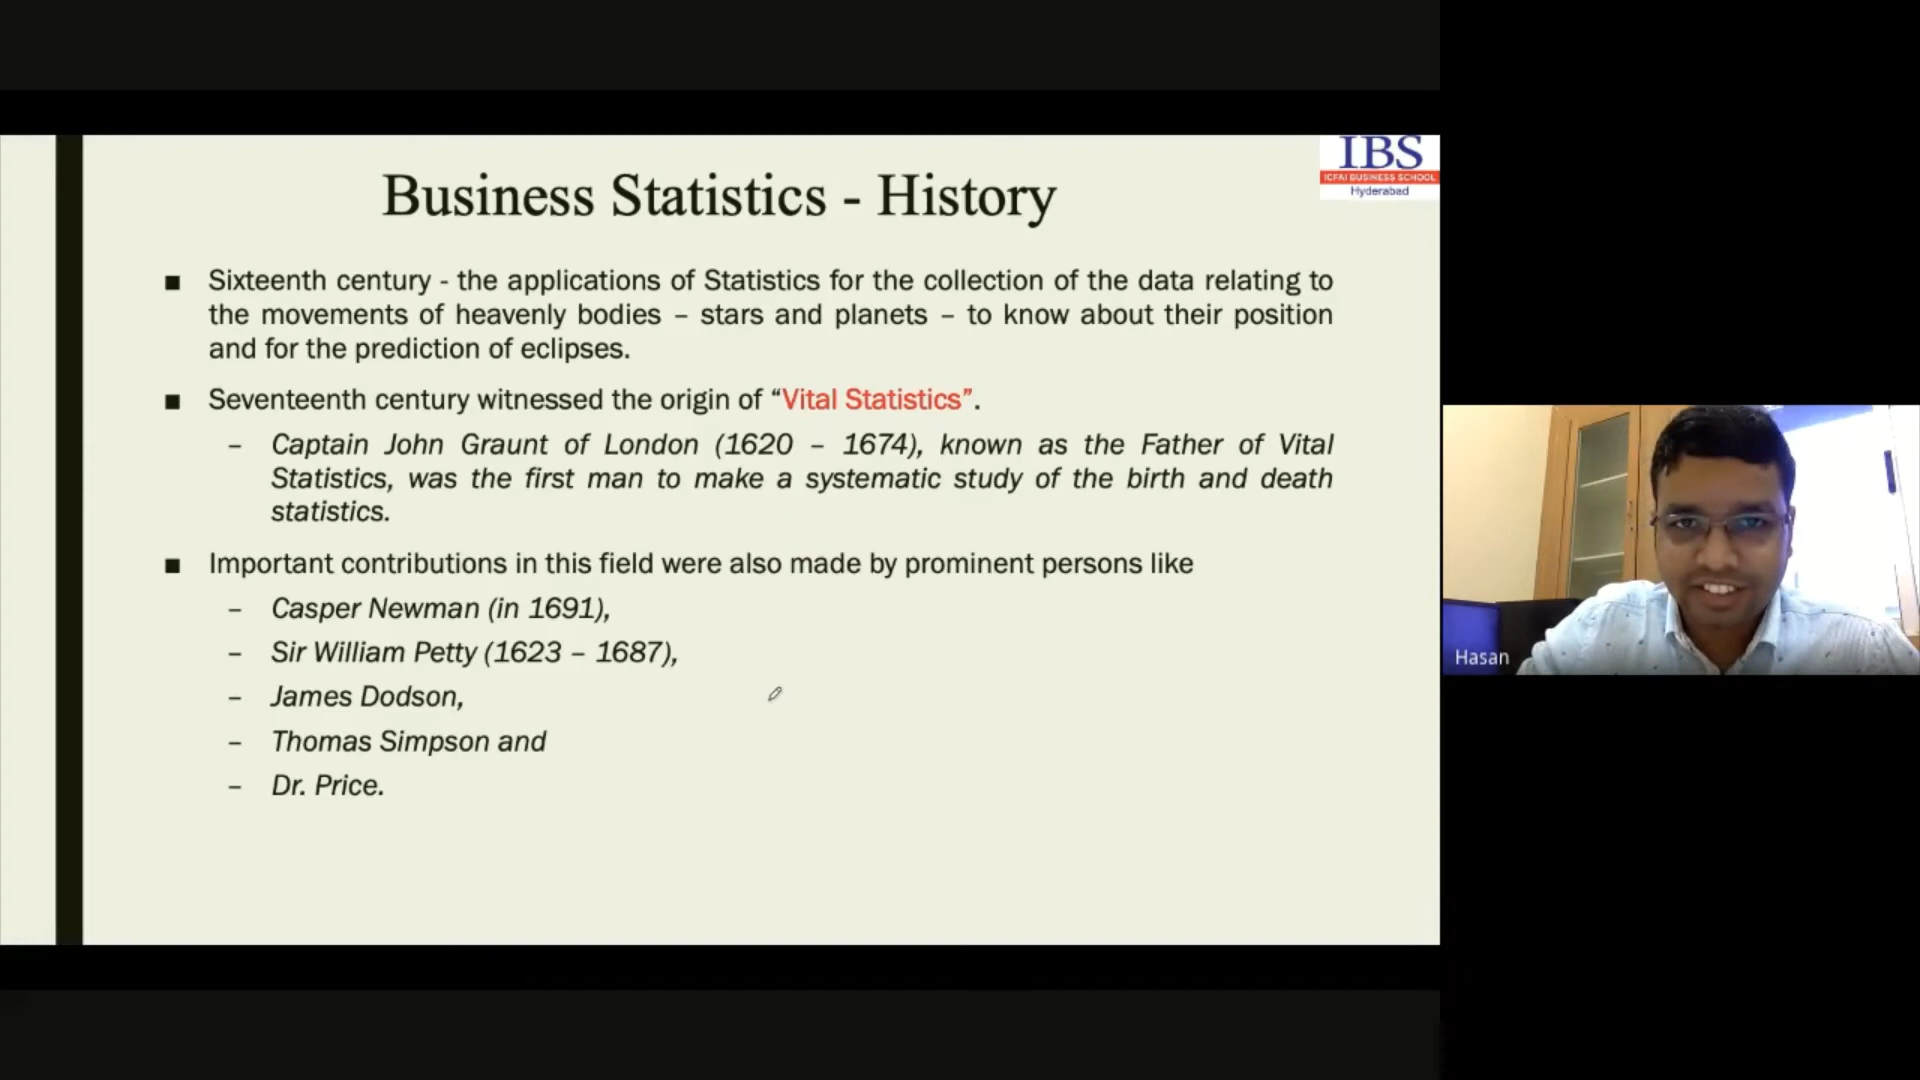 IBS
ICFAI BUSINESS SCHOOL
Hyderabad
Business Statistics - History
■ Sixteenth century - the applications of Statistics for the collection of the data relating to
the movements of heavenly bodies – stars and planets – to know about their position
and for the prediction of eclipses.
■ Seventeenth century witnessed the origin of “Vital Statistics”.
– Captain John Graunt of London (1620 – 1674), known as the Father of Vital
Statistics, was the first man to make a systematic study of the birth and death
statistics.
■ Important contributions in this field were also made by prominent persons like
– Casper Newman (in 1691),
– Sir William Petty (1623 – 1687),
– James Dodson,
– Thomas Simpson and
– Dr. Price.
Hasan